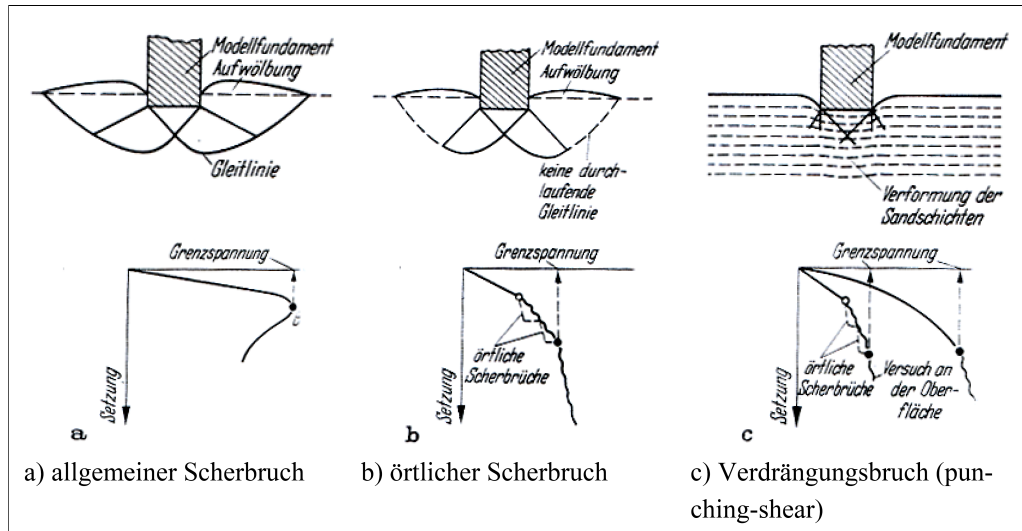 Modellfundament
Aufwölbung
Gleitlinie
Modellfundament
Aufwölbung
keine durch-
laufende
Gleitlinie
Modellfundament
Verformung der
Sandschichten
Grenzspannung
Setzung
a
Grenzspannung
örtliche
Scherbrüche
Setzung
b
Grenzspannung
örtliche
Scherbrüche
Versuch an
der Ober-
fläche
Setzung
c
a) allgemeiner Scherbruch
b) örtlicher Scherbruch
c) Verdrängungsbruch (pun-
ching-shear)